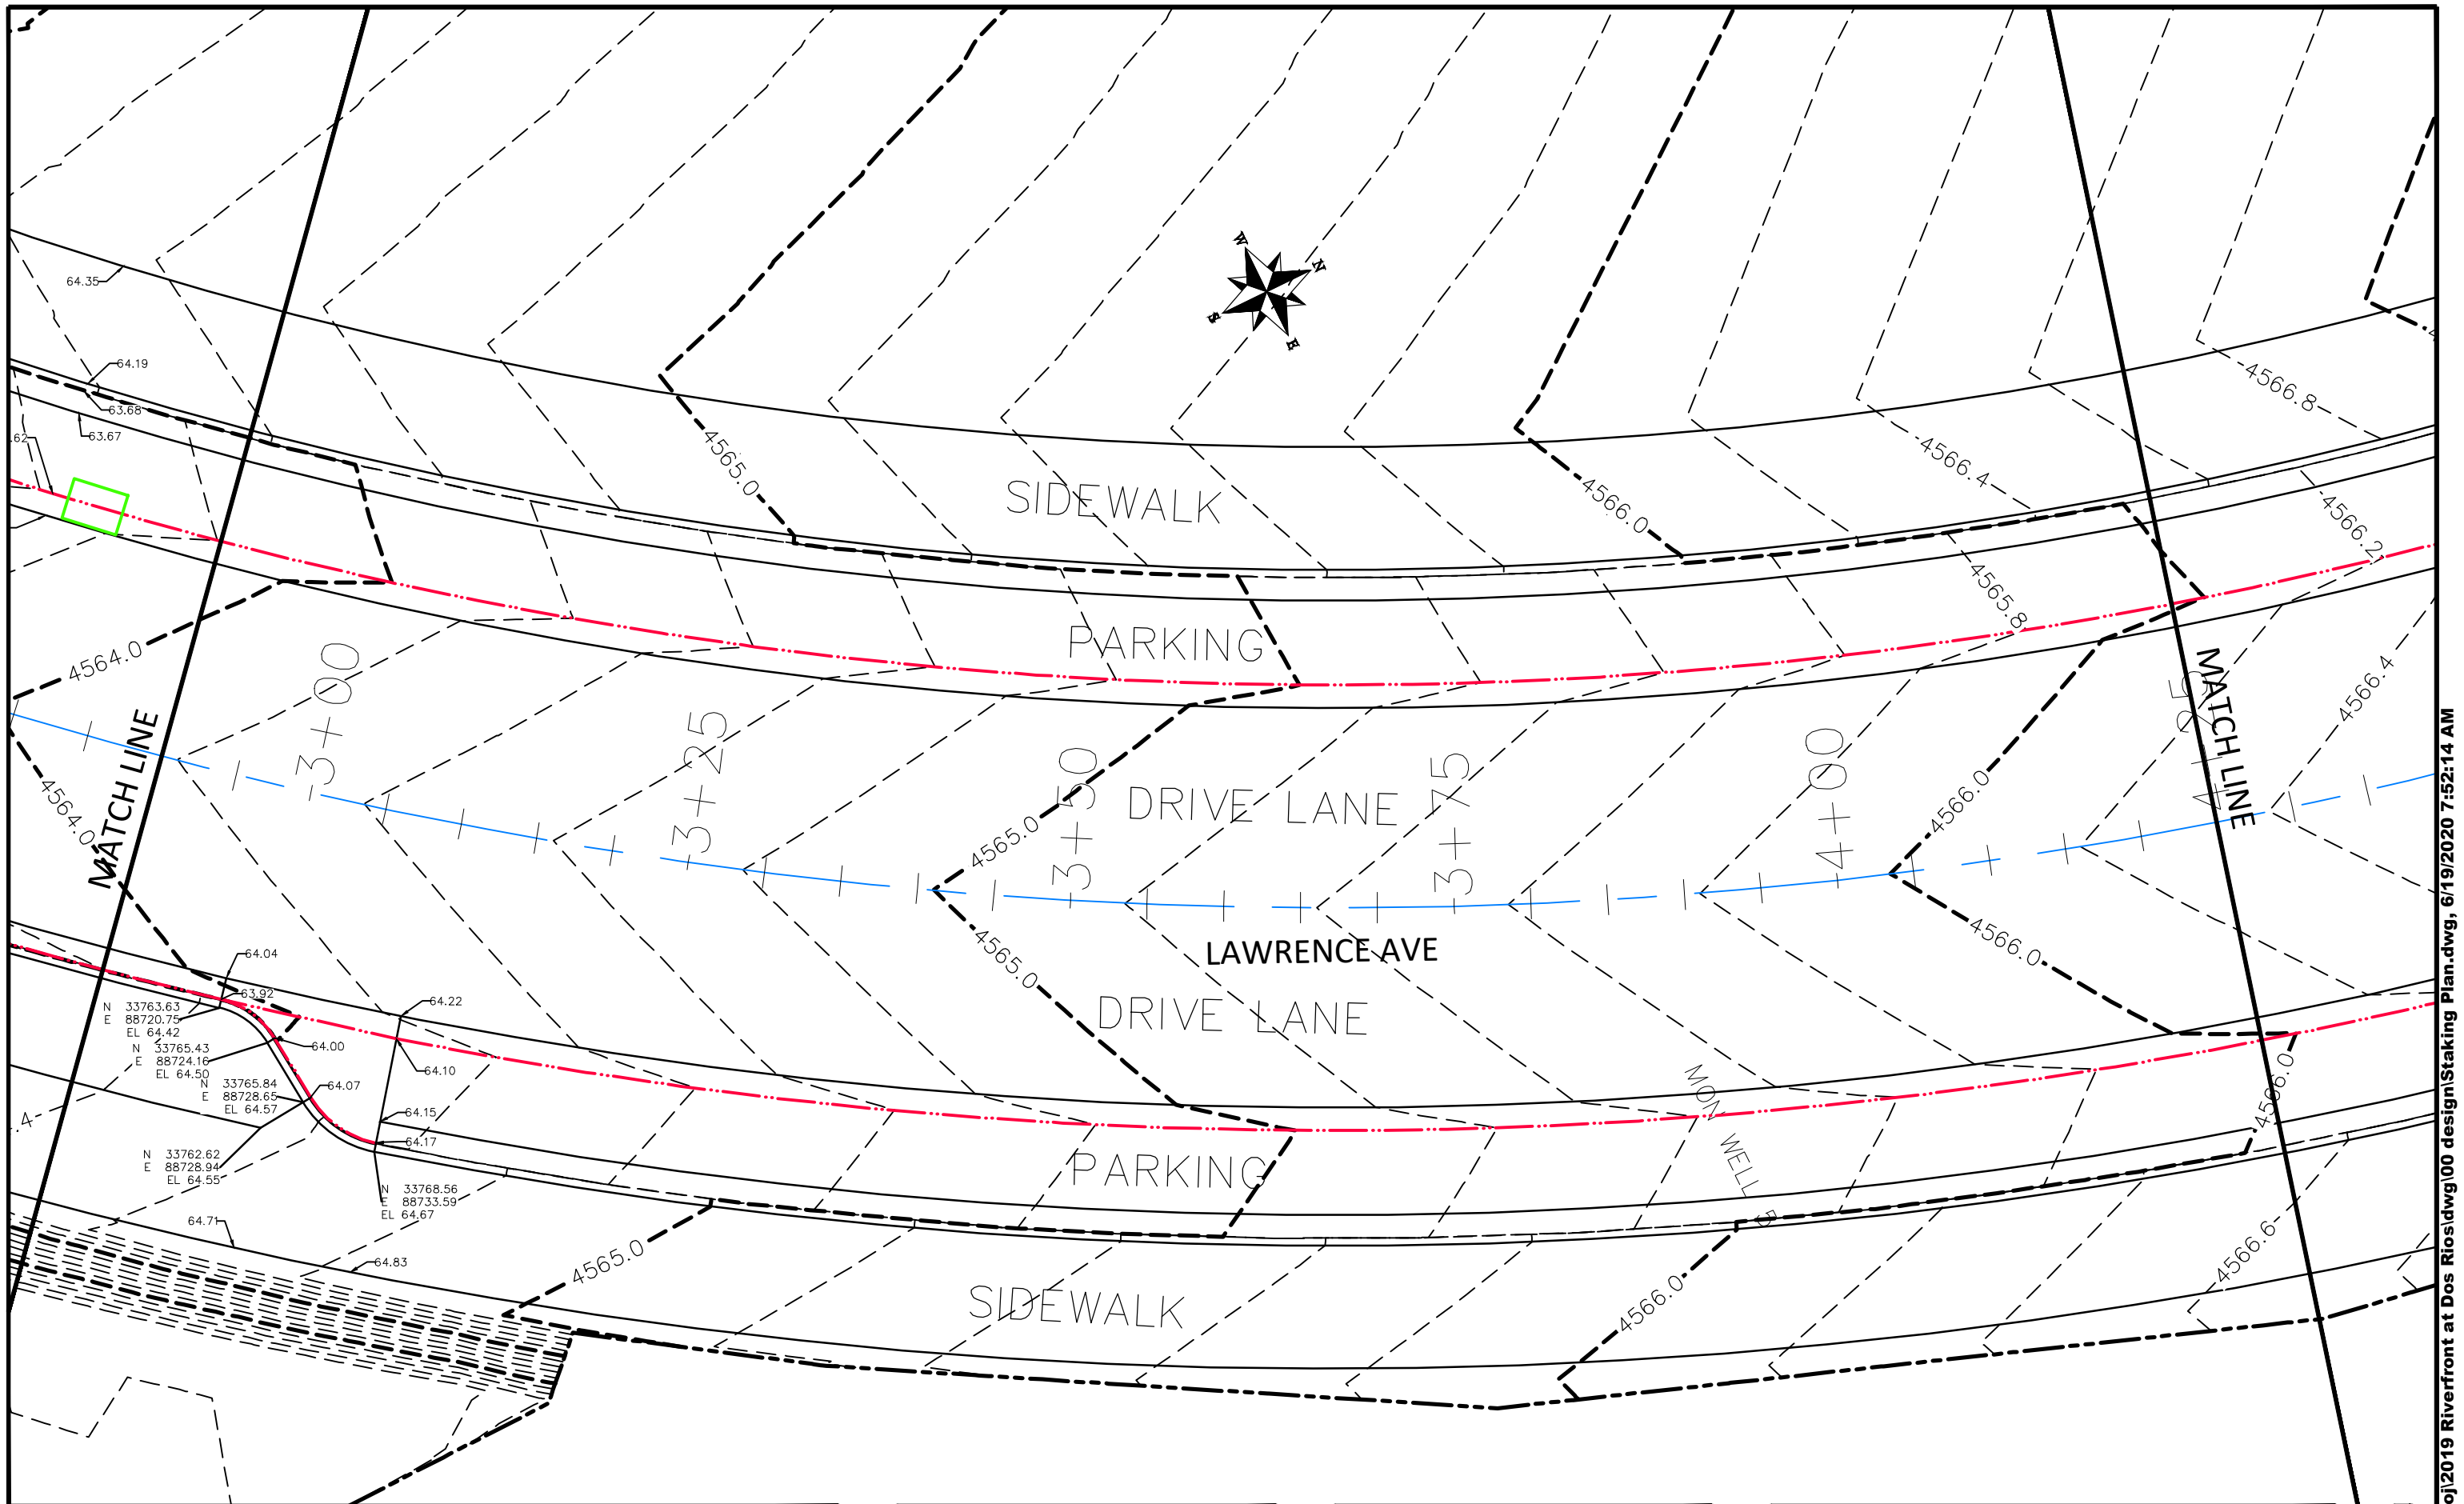 W
N
S
E
64.35
64.19
63.68
63.67
.62
4565.0
SIDEWALK
4566.0
4566.4
4566.8
4566.2
4565.8
PARKING
4564.0
3+00
3+25
3+50
3+75
4+00
4+25
MATCH LINE
MATCH LINE
4566.4
4564.0
DRIVE LANE
4565.0
4566.0
LAWRENCE AVE
4565.0
4566.0
DRIVE LANE
64.04
63.92
N 33763.63
E 88720.75
EL 64.42
64.22
N 33765.43
E 88724.16
EL 64.50
64.00
64.10
N 33765.84
E 88728.65
EL 64.57
64.07
64.15
64.17
.4
N 33762.62
E 88728.94
EL 64.55
N 33768.56
E 88733.59
EL 64.67
MON WELL
PARKING
4566.0
64.71
64.83
4565.0
SIDEWALK
4566.0
4566.6
oj\2019 Riverfront at Dos Rios\dwg\00 design\Staking Plan.dwg, 6/19/2020 7:52:14 AM